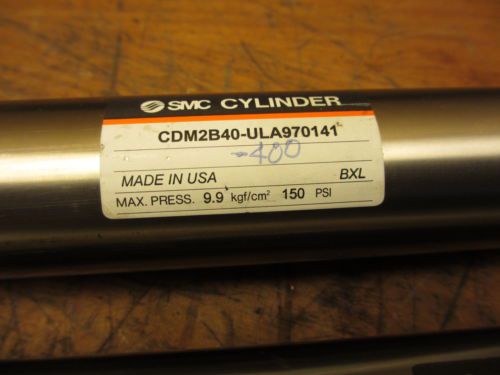 SMC CYLINDER
CDM2B40-ULA970141
-400
MADE IN USA BXL
MAX. PRESS. 9.9 kgf/cm² 150 PSI